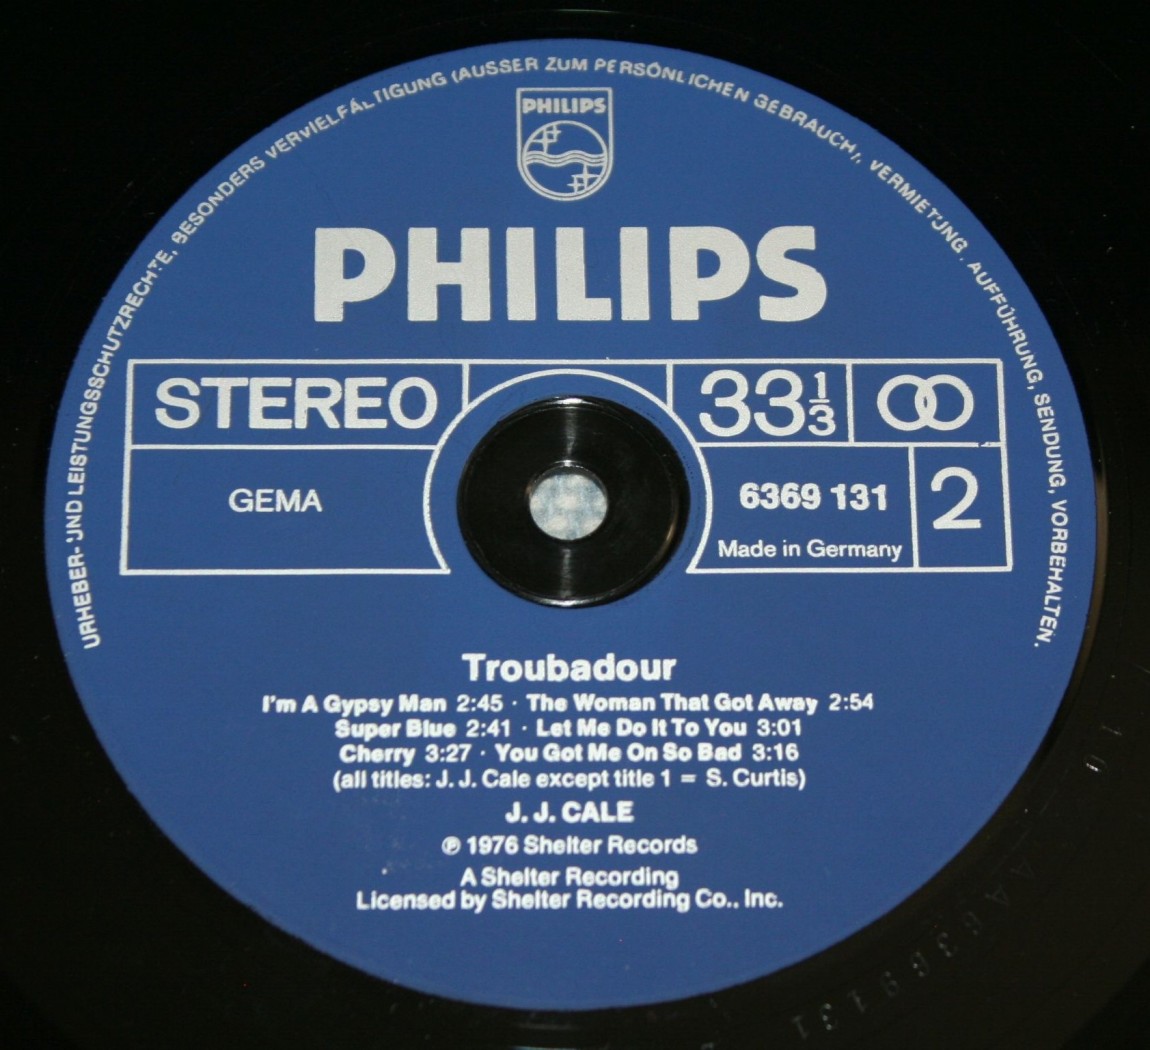 URHEBER- UND LEISTUNGSSCHUTZRECHTE, BESONDERS VERVIELFÄLTIGUNG (AUSSER ZUM PERSÖNLICHEN GEBRAUCH), VERMIETUNG, AUFFÜHRUNG, SENDUNG, VORBEHALTEN.
PHILIPS
PHILIPS
STEREO
33 1/3
GEMA
6369 131
Made in Germany
2
Troubadour
I'm A Gypsy Man 2:45 · The Woman That Got Away 2:54
Super Blue 2:41 · Let Me Do It To You 3:01
Cherry 3:27 · You Got Me On So Bad 3:16
(all titles: J. J. Cale except title 1 = S. Curtis)
J. J. CALE
℗ 1976 Shelter Records
A Shelter Recording
Licensed by Shelter Recording Co., Inc.